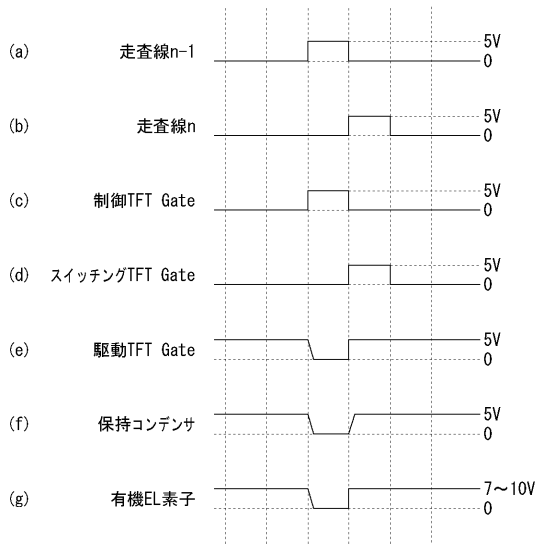 (a) 走査線n-1 5V
0
(b) 走査線n 5V
0
(c) 制御TFT Gate 5V
0
(d) スイッチングTFT Gate 5V
0
(e) 駆動TFT Gate 5V
0
(f) 保持コンデンサ 5V
0
(g) 有機EL素子 7〜10V
0